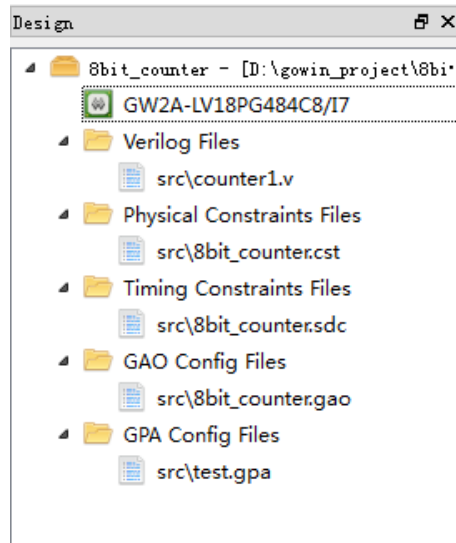 Design
8bit_counter - [D:\gowin_project\8bi
GW2A-LV18PG484C8/I7
Verilog Files
src\counter1.v
Physical Constraints Files
src\8bit_counter.cst
Timing Constraints Files
src\8bit_counter.sdc
GAO Config Files
src\8bit_counter.gao
GPA Config Files
src\test.gpa